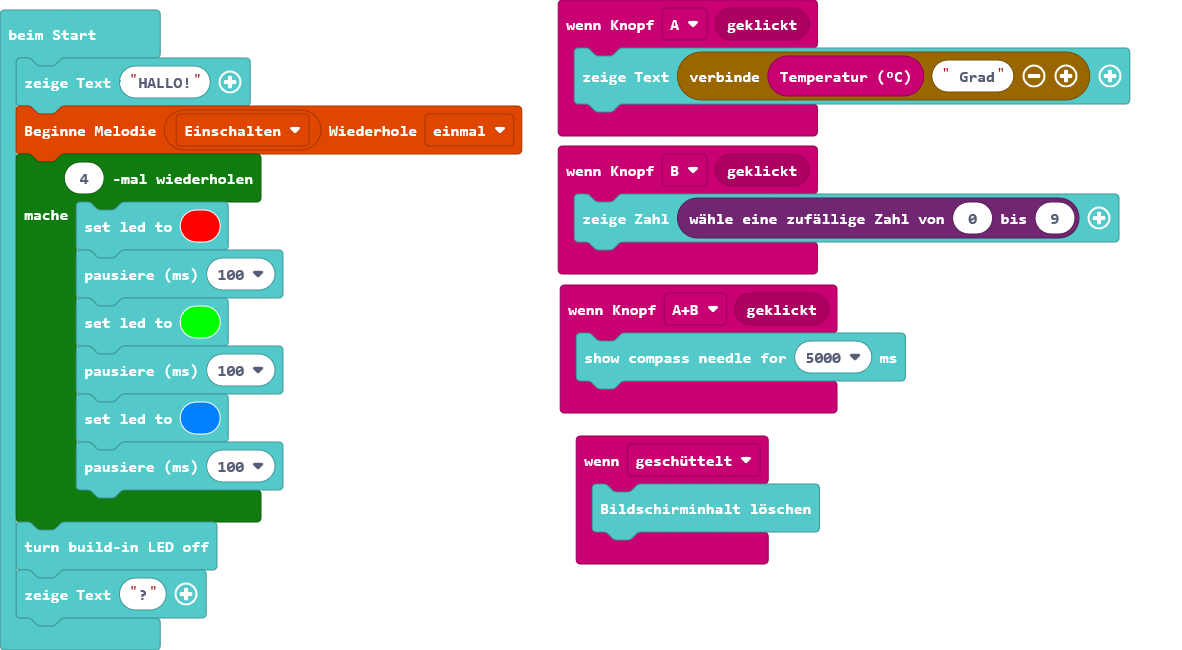 beim Start
zeige Text "HALLO!"
Beginne Melodie Einschalten Wiederhole einmal
4 -mal wiederholen
mache
set led to
pausiere (ms) 100
set led to
pausiere (ms) 100
set led to
pausiere (ms) 100
turn build-in LED off
zeige Text "?"
wenn Knopf A geklickt
zeige Text verbinde Temperatur (ºC) " Grad"
wenn Knopf B geklickt
zeige Zahl wähle eine zufällige Zahl von 0 bis 9
wenn Knopf A+B geklickt
show compass needle for 5000 ms
wenn geschüttelt
Bildschirminhalt löschen